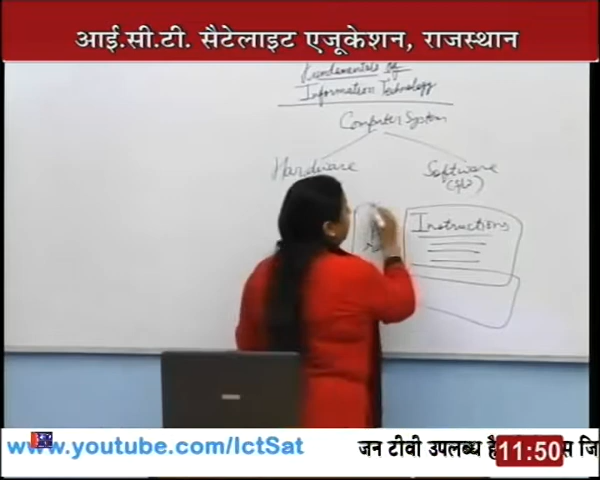 आई.सी.टी. सैटेलाइट एजूकेशन, राजस्थान
Fundamentals of
Information Technology
Computer System
Hardware Software
(S/W)
Instructions
www.youtube.com/IctSat जन टीवी उपलब्ध है जि
11:50